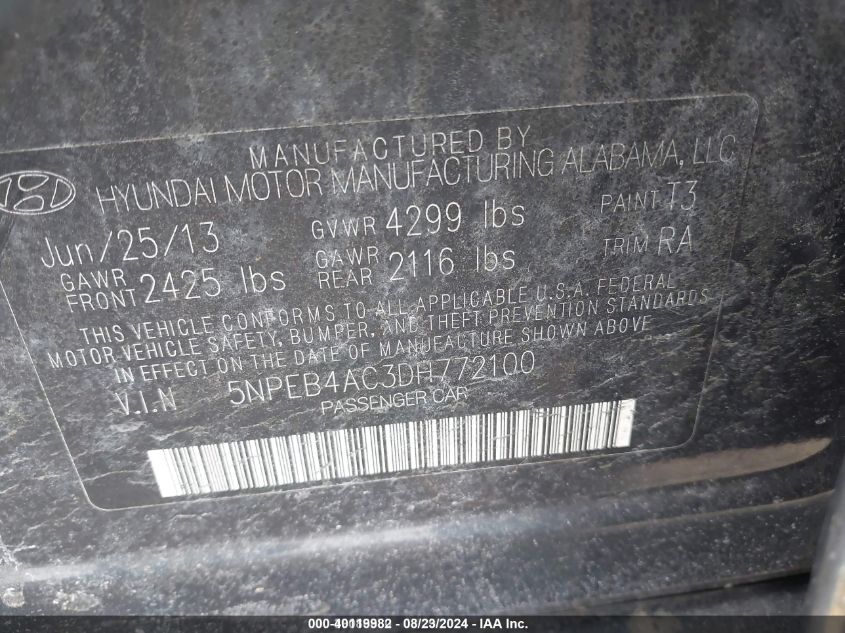 MANUFACTURED BY
HYUNDAI MOTOR MANUFACTURING ALABAMA, LLC
Jun/25/13 GVWR 4299 lbs PAINT T3
GAWR FRONT 2425 lbs GAWR REAR 2116 lbs TRIM RA
THIS VEHICLE CONFORMS TO ALL APPLICABLE U.S.A. FEDERAL
MOTOR VEHICLE SAFETY, BUMPER, AND THEFT PREVENTION STANDARDS
IN EFFECT ON THE DATE OF MANUFACTURE SHOWN ABOVE
V.I.N 5NPEB4AC3DH772100
PASSENGER CAR
000-40119982 - 08/23/2024 - IAA, Inc.